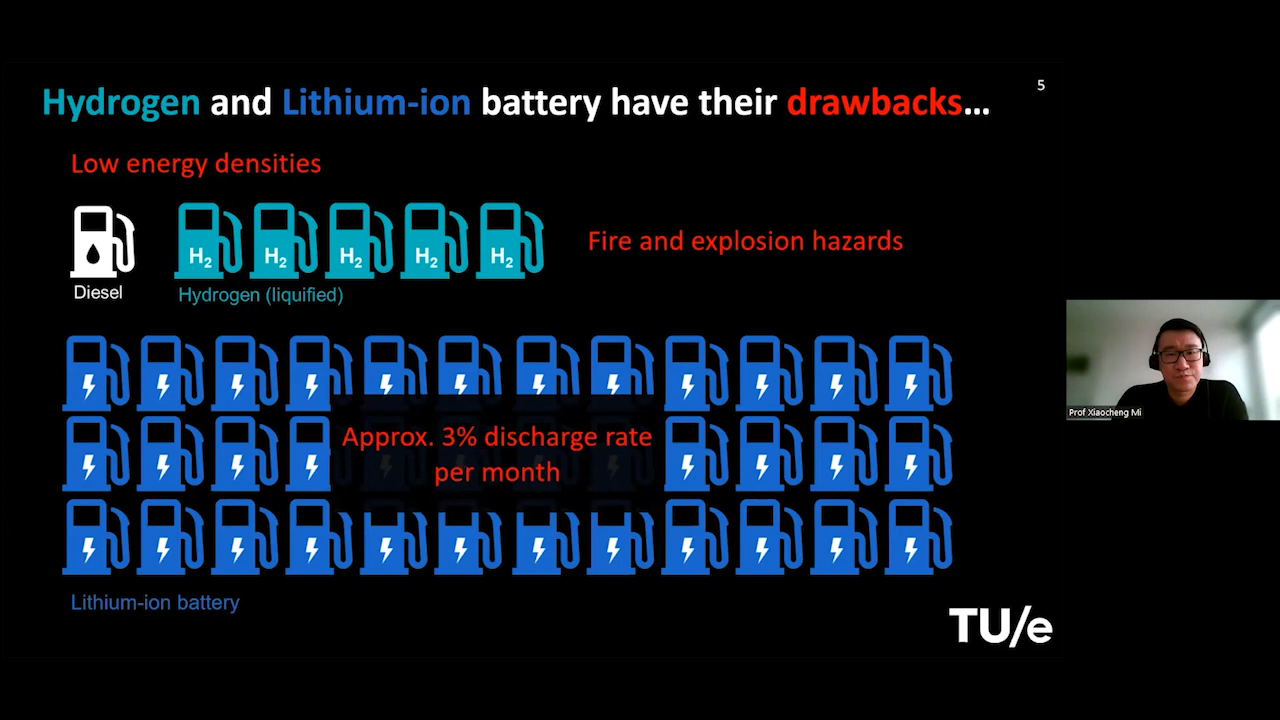 Hydrogen and Lithium-ion battery have their drawbacks...
5
Low energy densities
H2 H2 H2 H2 H2
Fire and explosion hazards
Diesel
Hydrogen (liquified)
Approx. 3% discharge rate
per month
Lithium-ion battery
TU/e
Prof Xiaocheng Mi